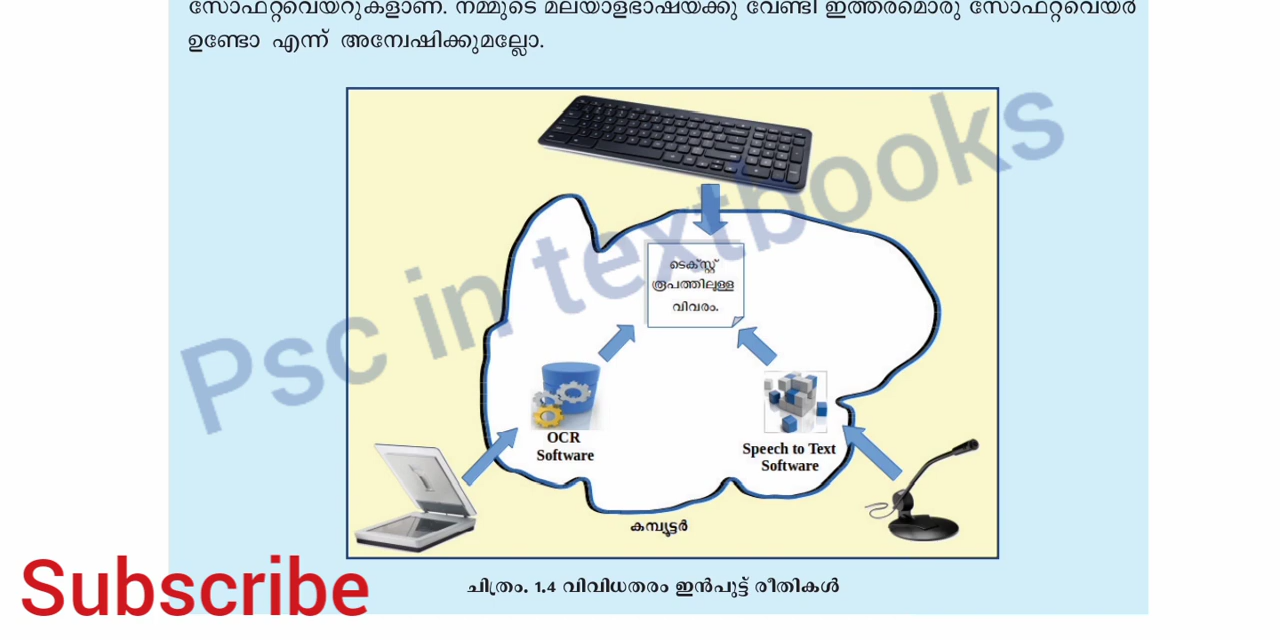 സോഫ്റ്റ്‌വെയറുകളാണ്. നമ്മുടെ മലയാളഭാഷയ്ക്കു വേണ്ടി ഇത്തരമൊരു സോഫ്റ്റ്‌വെയർ
ഉണ്ടോ എന്ന് അന്വേഷിക്കുമല്ലോ.
Psc in textbooks
ടെക്സ്റ്റ്
രൂപത്തിലുള്ള
വിവരം.
OCR
Software
Speech to Text
Software
കമ്പ്യൂട്ടർ
Subscribe
ചിത്രം. 1.4 വിവിധതരം ഇൻപുട്ട് രീതികൾ